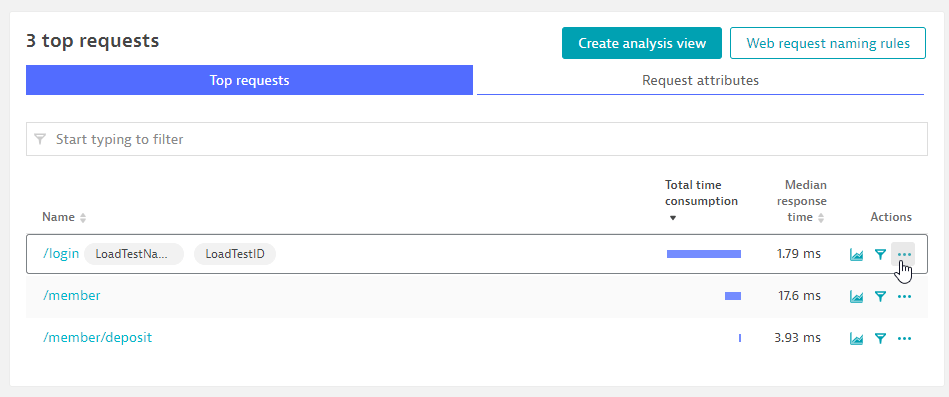 3 top requests
Create analysis view
Web request naming rules
Top requests
Request attributes
Start typing to filter
Name
Total time
consumption
Median
response
time
Actions
/login LoadTestNa... LoadTestID 1.79 ms
/member 17.6 ms
/member/deposit 3.93 ms